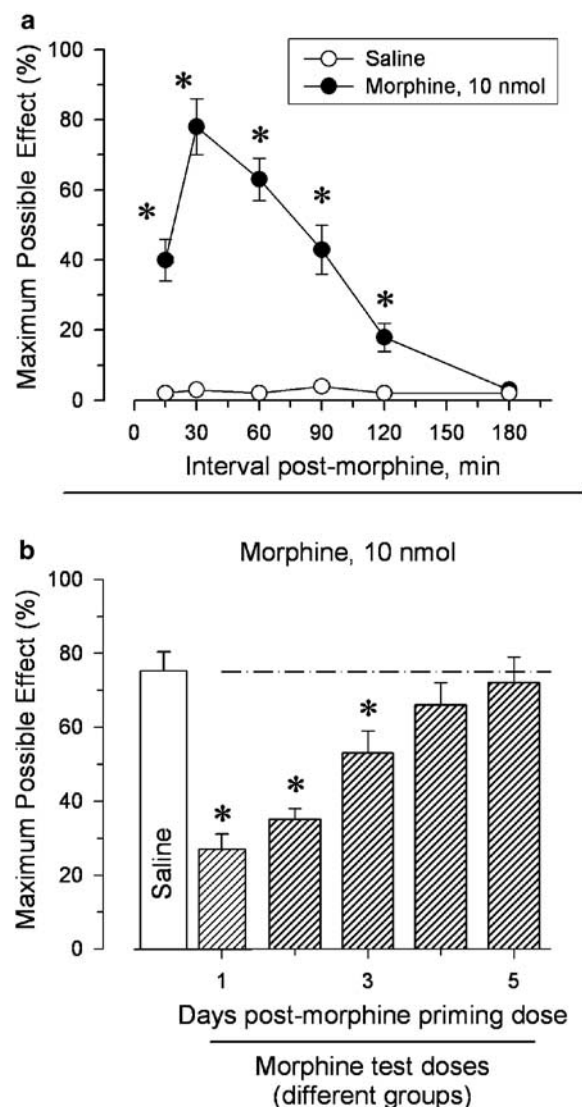 a
Saline
Morphine, 10 nmol
Maximum Possible Effect (%)
100
80
60
40
20
0
*
*
*
*
*
0 30 60 90 120 150 180
Interval post-morphine, min
b
Morphine, 10 nmol
Maximum Possible Effect (%)
100
80
60
40
20
0
Saline
*
*
*
1 3 5
Days post-morphine priming dose
Morphine test doses
(different groups)